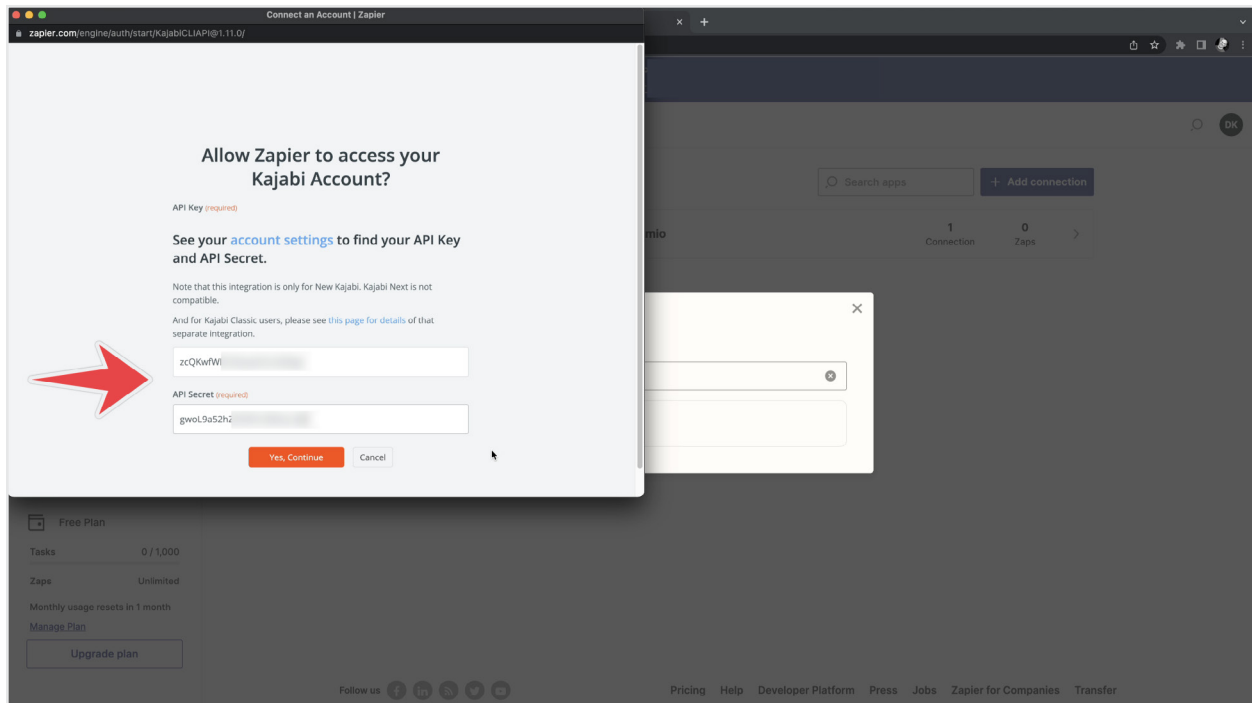 Connect an Account | Zapier
zapier.com/engine/auth/start/KajabiCLIAPI@1.11.0/
Allow Zapier to access your
Kajabi Account?
API Key (required)
See your account settings to find your API Key
and API Secret.
Note that this integration is only for New Kajabi. Kajabi Next is not
compatible.
And for Kajabi Classic users, please see this page for details of that
separate integration.
zcQKwfW
API Secret (required)
gwoL9a52h
Yes, Continue
Cancel
DK
Search apps
+ Add connection
mio
1
Connection
0
Zaps
Free Plan
Tasks 0 / 1,000
Zaps Unlimited
Monthly usage resets in 1 month
Manage Plan
Upgrade plan
Follow us
Pricing Help Developer Platform Press Jobs Zapier for Companies Transfer